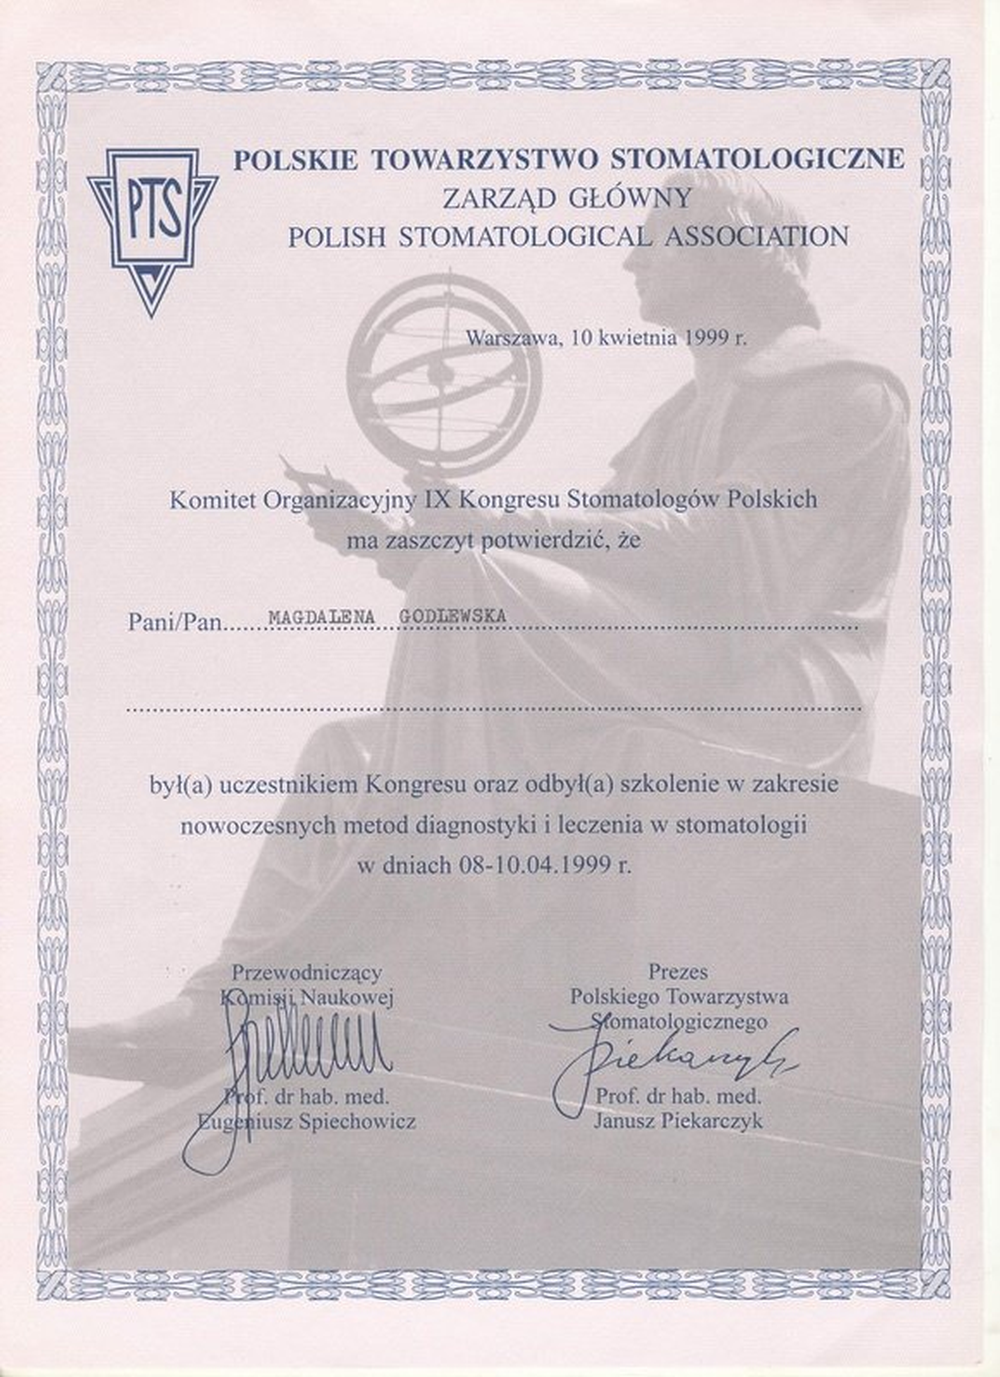 PTS
POLSKIE TOWARZYSTWO STOMATOLOGICZNE
ZARZĄD GŁÓWNY
POLISH STOMATOLOGICAL ASSOCIATION
Warszawa, 10 kwietnia 1999 r.
Komitet Organizacyjny IX Kongresu Stomatologów Polskich
ma zaszczyt potwierdzić, że
Pani/Pan...... MAGDALENA GODLEWSKA
był(a) uczestnikiem Kongresu oraz odbył(a) szkolenie w zakresie
nowoczesnych metod diagnostyki i leczenia w stomatologii
w dniach 08-10.04.1999 r.
Przewodniczący
Komisji Naukowej
Prof. dr hab. med.
Eugeniusz Spiechowicz
Prezes
Polskiego Towarzystwa
Stomatologicznego
Piekarczyk
Prof. dr hab. med.
Janusz Piekarczyk